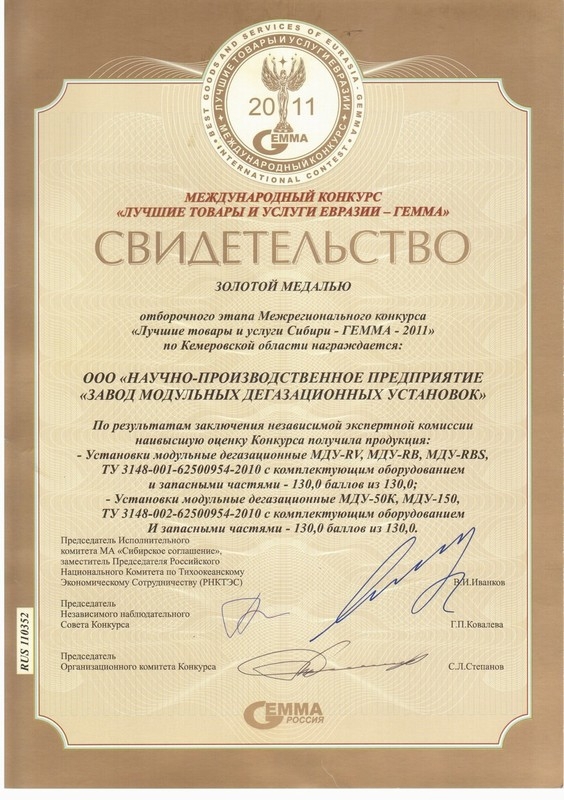 BEST GOODS AND SERVICES OF EURASIA - GEMMA
INTERNATIONAL CONTEST
ЛУЧШИЕ ТОВАРЫ И УСЛУГИ ЕВРАЗИИ
МЕЖДУНАРОДНЫЙ КОНКУРС
2011
GEMMA
МЕЖДУНАРОДНЫЙ КОНКУРС
«ЛУЧШИЕ ТОВАРЫ И УСЛУГИ ЕВРАЗИИ – ГЕММА»
СВИДЕТЕЛЬСТВО
ЗОЛОТОЙ МЕДАЛЬЮ
отборочного этапа Межрегионального конкурса
«Лучшие товары и услуги Сибири - ГЕММА - 2011»
по Кемеровской области награждается:
ООО «НАУЧНО-ПРОИЗВОДСТВЕННОЕ ПРЕДПРИЯТИЕ
«ЗАВОД МОДУЛЬНЫХ ДЕГАЗАЦИОННЫХ УСТАНОВОК»
По результатам заключения независимой экспертной комиссии
наивысшую оценку Конкурса получила продукция:
- Установки модульные дегазационные МДУ-RV, МДУ-RB, МДУ-RBS,
ТУ 3148-001-62500954-2010 с комплектующим оборудованием
и запасными частями - 130,0 баллов из 130,0;
- Установки модульные дегазационные МДУ-50К, МДУ-150,
ТУ 3148-002-62500954-2010 с комплектующим оборудованием
И запасными частями - 130,0 баллов из 130,0.
Председатель Исполнительного
комитета МА «Сибирское соглашение»,
заместитель Председателя Российского
Национального Комитета по Тихоокеанскому
Экономическому Сотрудничеству (РНКТЭС)
В.И.Иванков
Председатель
Независимого наблюдательного
Совета Конкурса
Г.П.Ковалева
Председатель
Организационного комитета Конкурса
С.Л.Степанов
RUS 110352
GEMMA
РОССИЯ